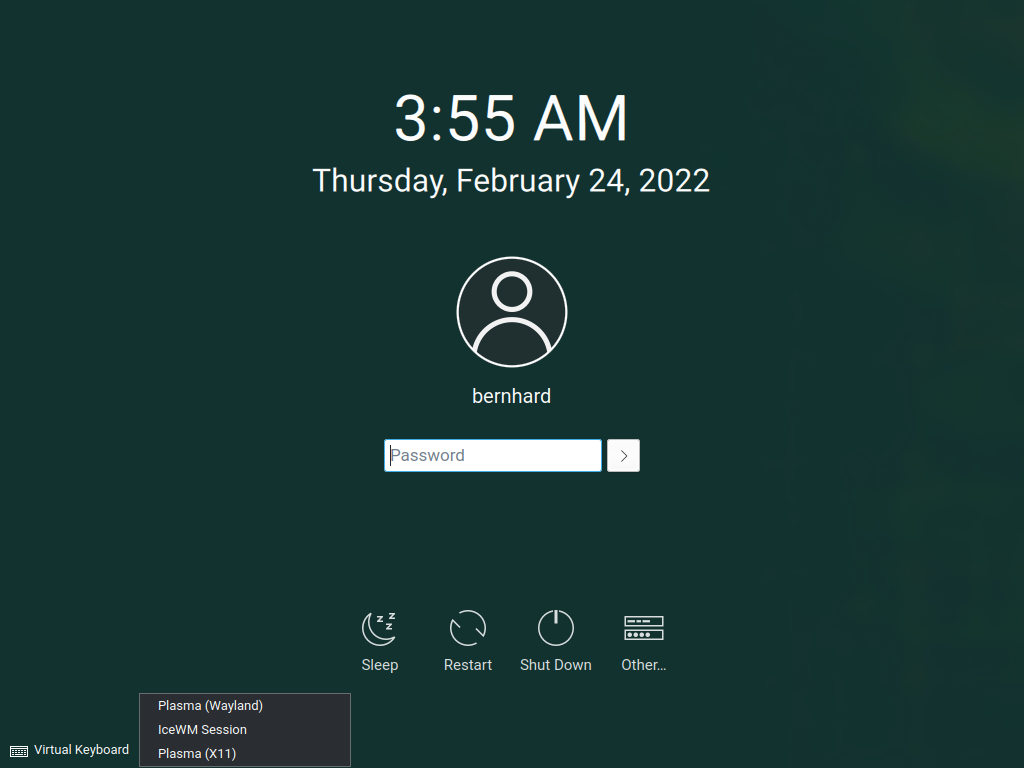 3:55 AM
Thursday, February 24, 2022
bernhard
Password
Sleep
Restart
Shut Down
Other...
Plasma (Wayland)
IceWM Session
Plasma (X11)
Virtual Keyboard